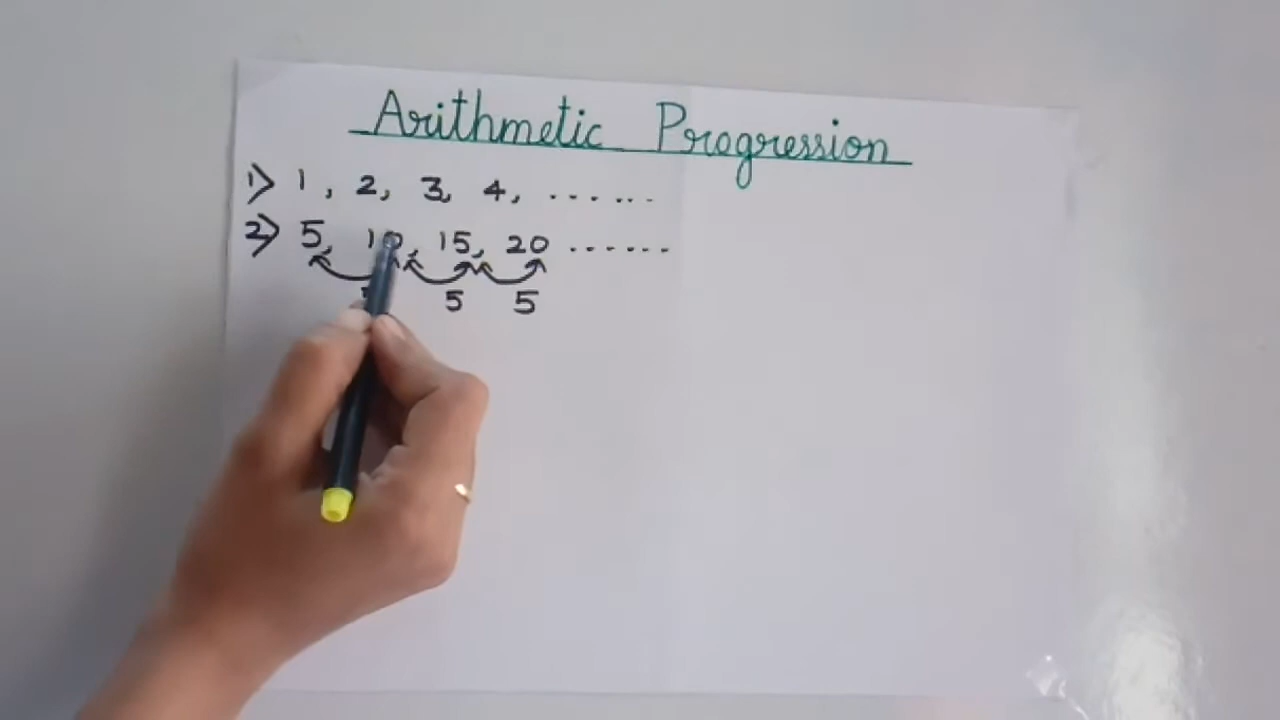 Arithmetic Progression
1> 1, 2, 3, 4, .......
2> 5, 10, 15, 20 .......
5 5